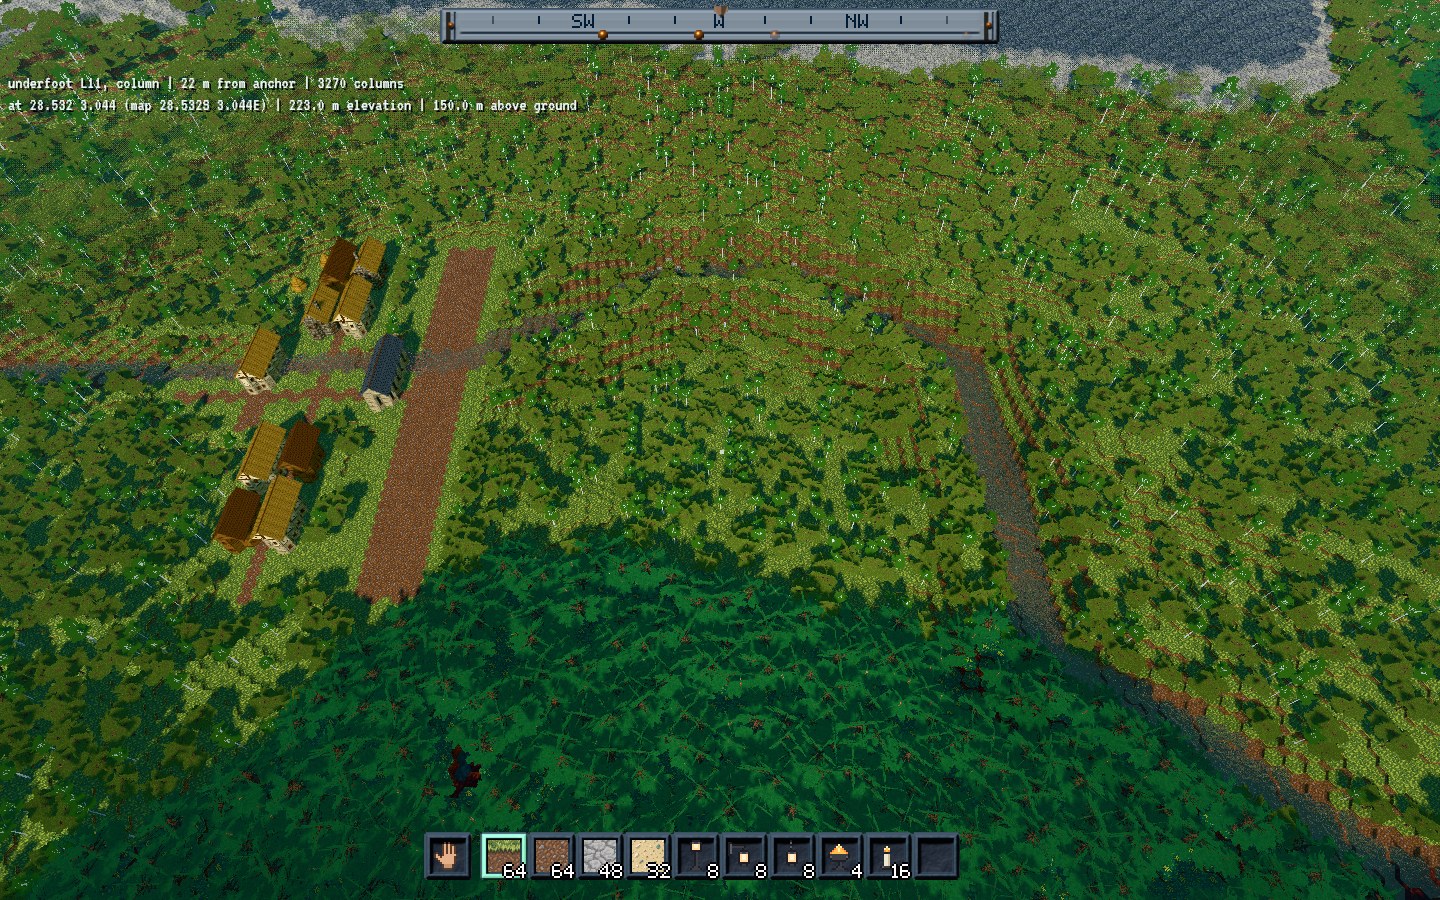 SW W NW
underfoot L11, column | 22 m from anchor | 3270 columns
at 28.532 3.044 (map 28.532S 3.044E) | 223.0 m elevation | 150.0 m above ground
64 64 48 32 8 8 8 4 16